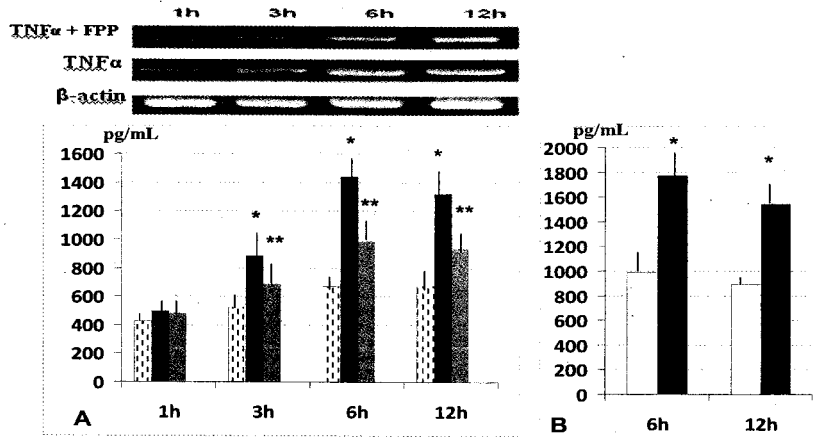 1h 3h 6h 12h
TNFα + FPP
TNFα
β-actin
pg/mL
1600
1400
1200
1000
800
600
400
200
0
* ** * ** * **
1h 3h 6h 12h
A
pg/mL
2000
1800
1600
1400
1200
1000
800
600
400
200
0
* *
6h 12h
B